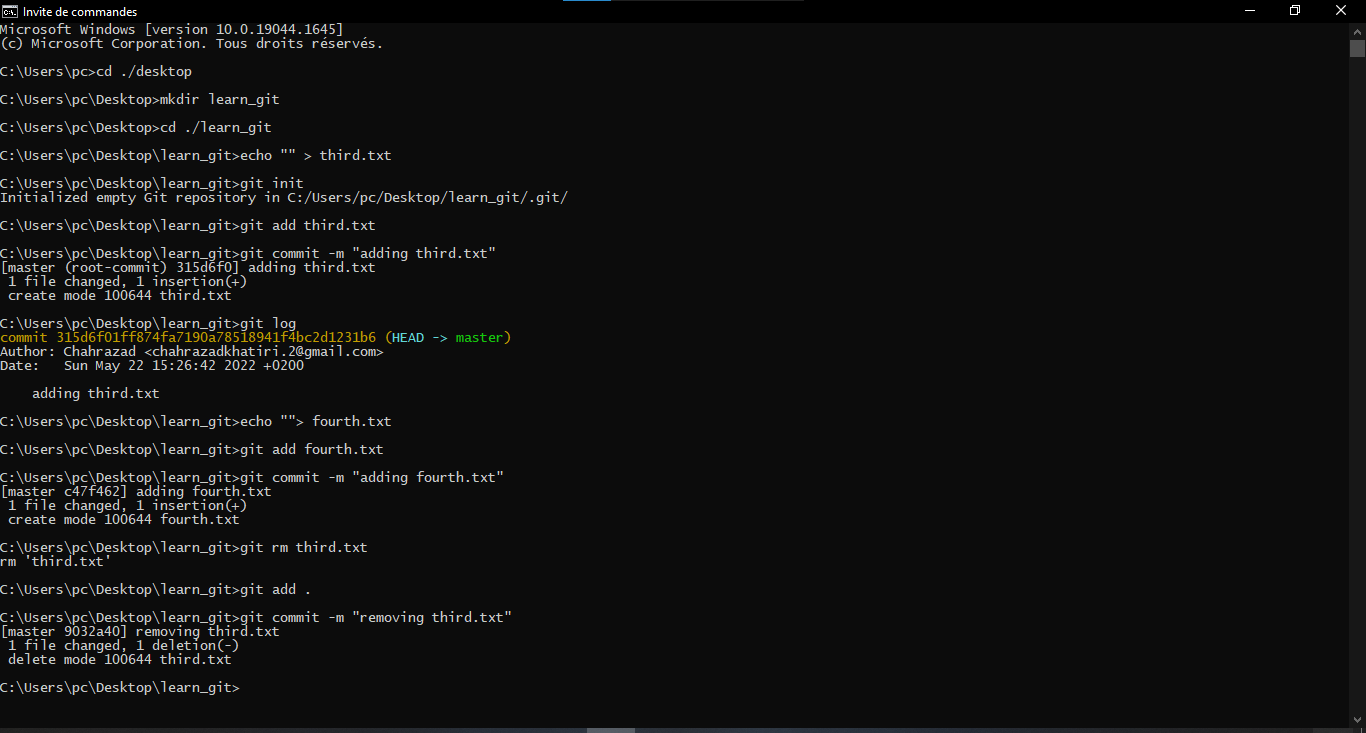 Invite de commandes
Microsoft Windows [version 10.0.19044.1645]
(c) Microsoft Corporation. Tous droits réservés.
C:\Users\pc>cd ./desktop
C:\Users\pc\Desktop>mkdir learn_git
C:\Users\pc\Desktop>cd ./learn_git
C:\Users\pc\Desktop\learn_git>echo "" > third.txt
C:\Users\pc\Desktop\learn_git>git init
Initialized empty Git repository in C:/Users/pc/Desktop/learn_git/.git/
C:\Users\pc\Desktop\learn_git>git add third.txt
C:\Users\pc\Desktop\learn_git>git commit -m "adding third.txt"
[master (root-commit) 315d6f0] adding third.txt
 1 file changed, 1 insertion(+)
 create mode 100644 third.txt
C:\Users\pc\Desktop\learn_git>git log
commit 315d6f01ff874fa7190a78518941f4bc2d1231b6 (HEAD -> master)
Author: Chahrazad <chahrazadkhatiri.2@gmail.com>
Date:   Sun May 22 15:26:42 2022 +0200
    adding third.txt
C:\Users\pc\Desktop\learn_git>echo ""> fourth.txt
C:\Users\pc\Desktop\learn_git>git add fourth.txt
C:\Users\pc\Desktop\learn_git>git commit -m "adding fourth.txt"
[master c47f462] adding fourth.txt
 1 file changed, 1 insertion(+)
 create mode 100644 fourth.txt
C:\Users\pc\Desktop\learn_git>git rm third.txt
rm 'third.txt'
C:\Users\pc\Desktop\learn_git>git add .
C:\Users\pc\Desktop\learn_git>git commit -m "removing third.txt"
[master 9032a40] removing third.txt
 1 file changed, 1 deletion(-)
 delete mode 100644 third.txt
C:\Users\pc\Desktop\learn_git>